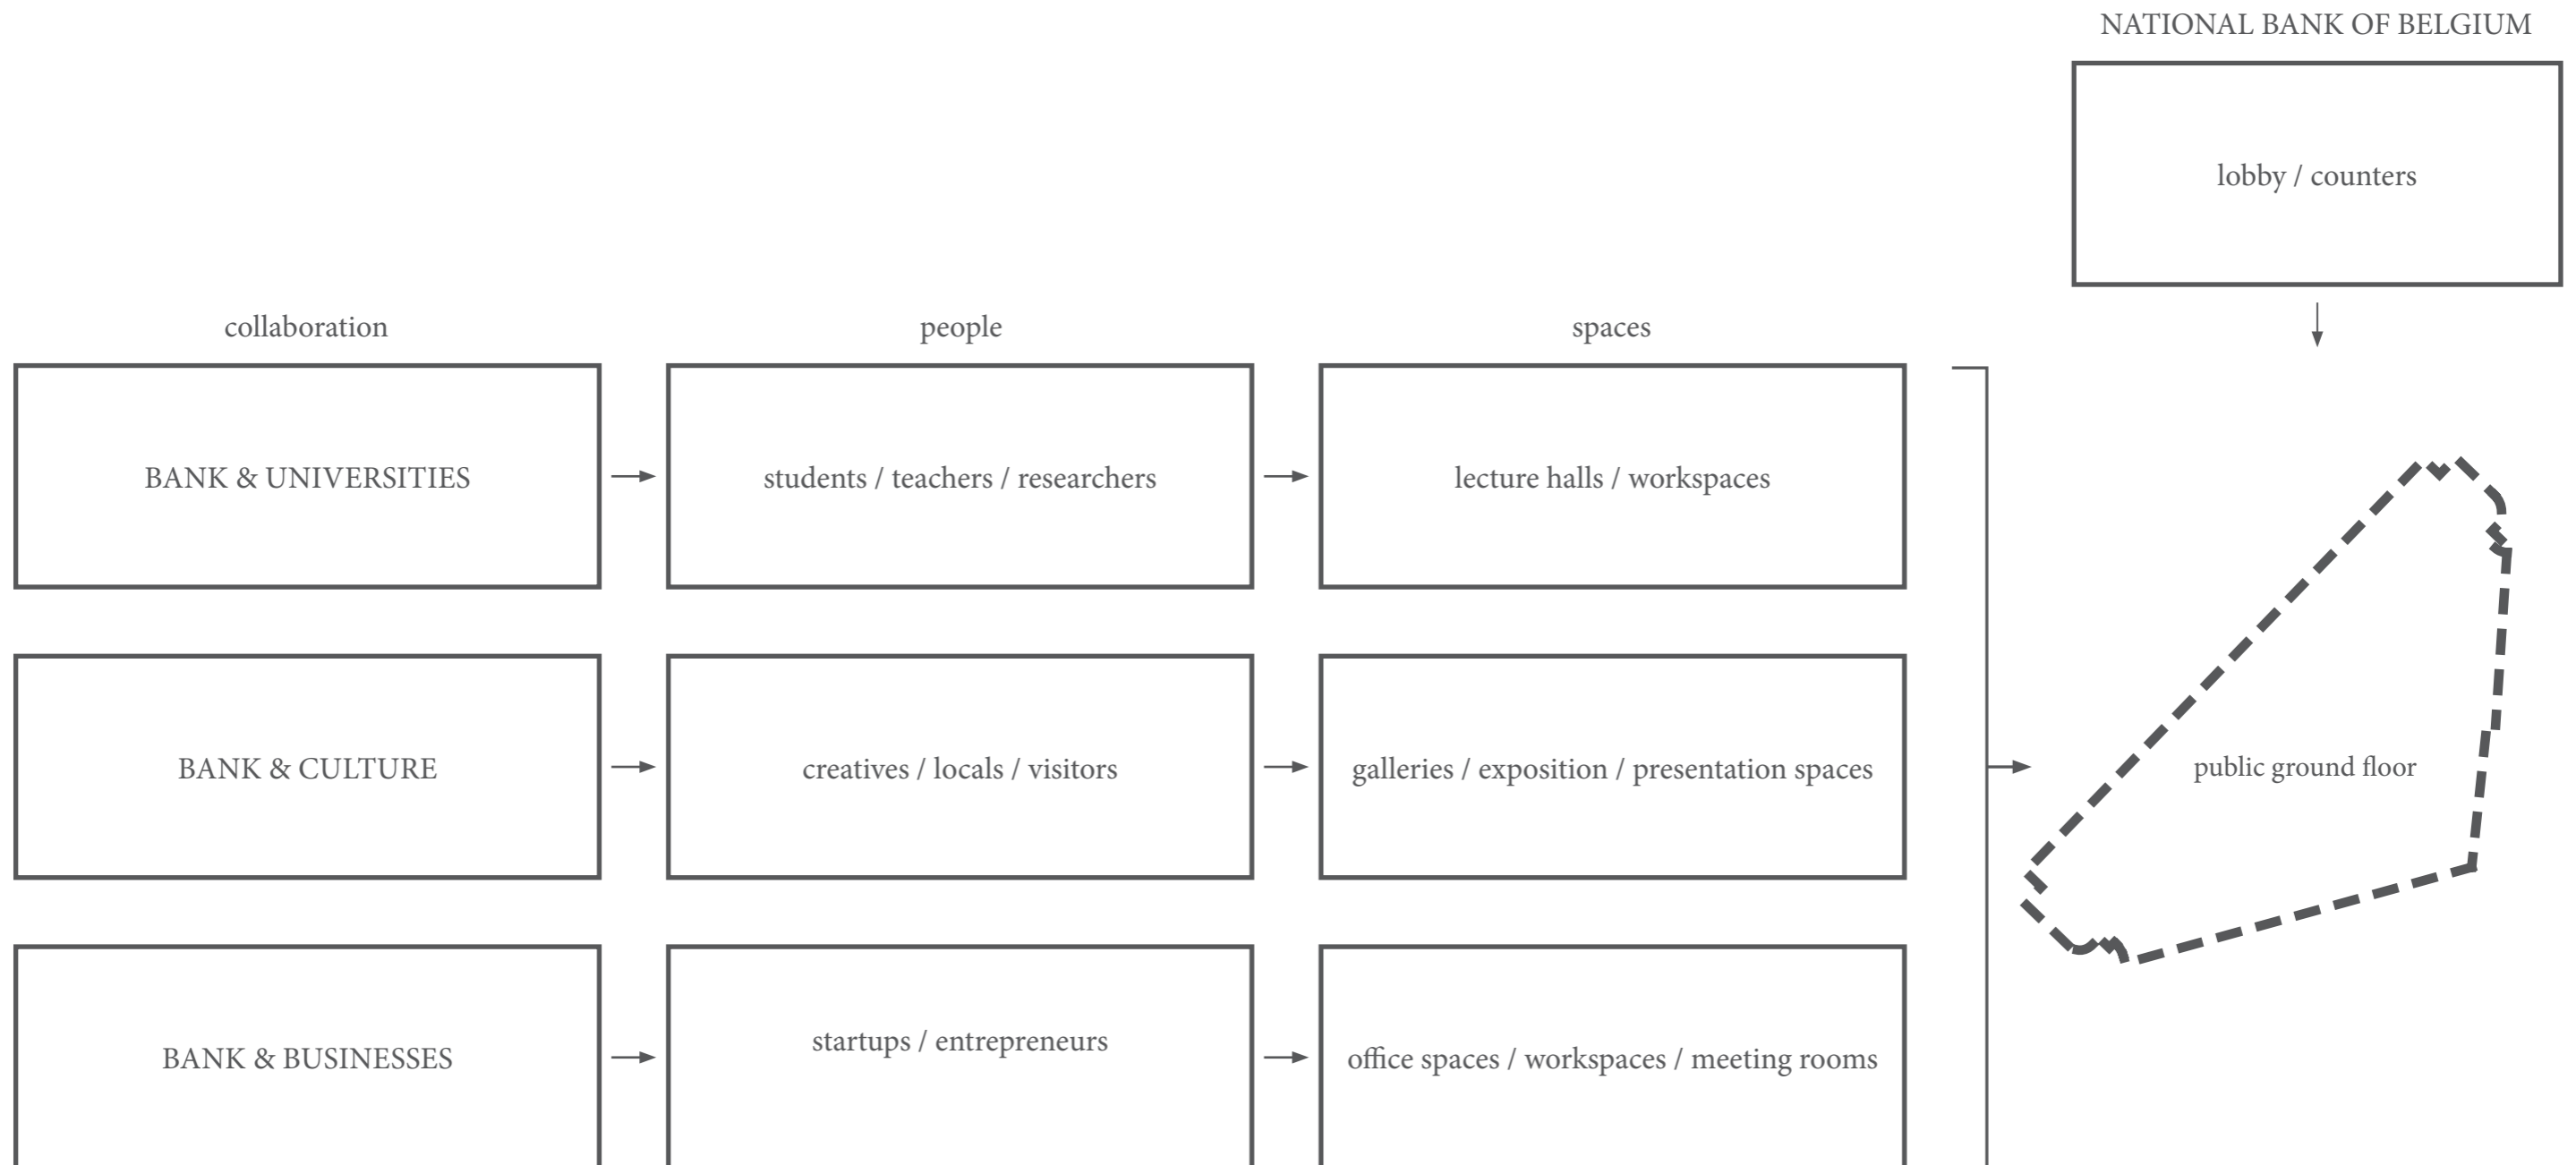 NATIONAL BANK OF BELGIUM
lobby / counters
collaboration
people
spaces
BANK & UNIVERSITIES
students / teachers / researchers
lecture halls / workspaces
BANK & CULTURE
creatives / locals / visitors
galleries / exposition / presentation spaces
public ground floor
BANK & BUSINESSES
startups / entrepreneurs
office spaces / workspaces / meeting rooms